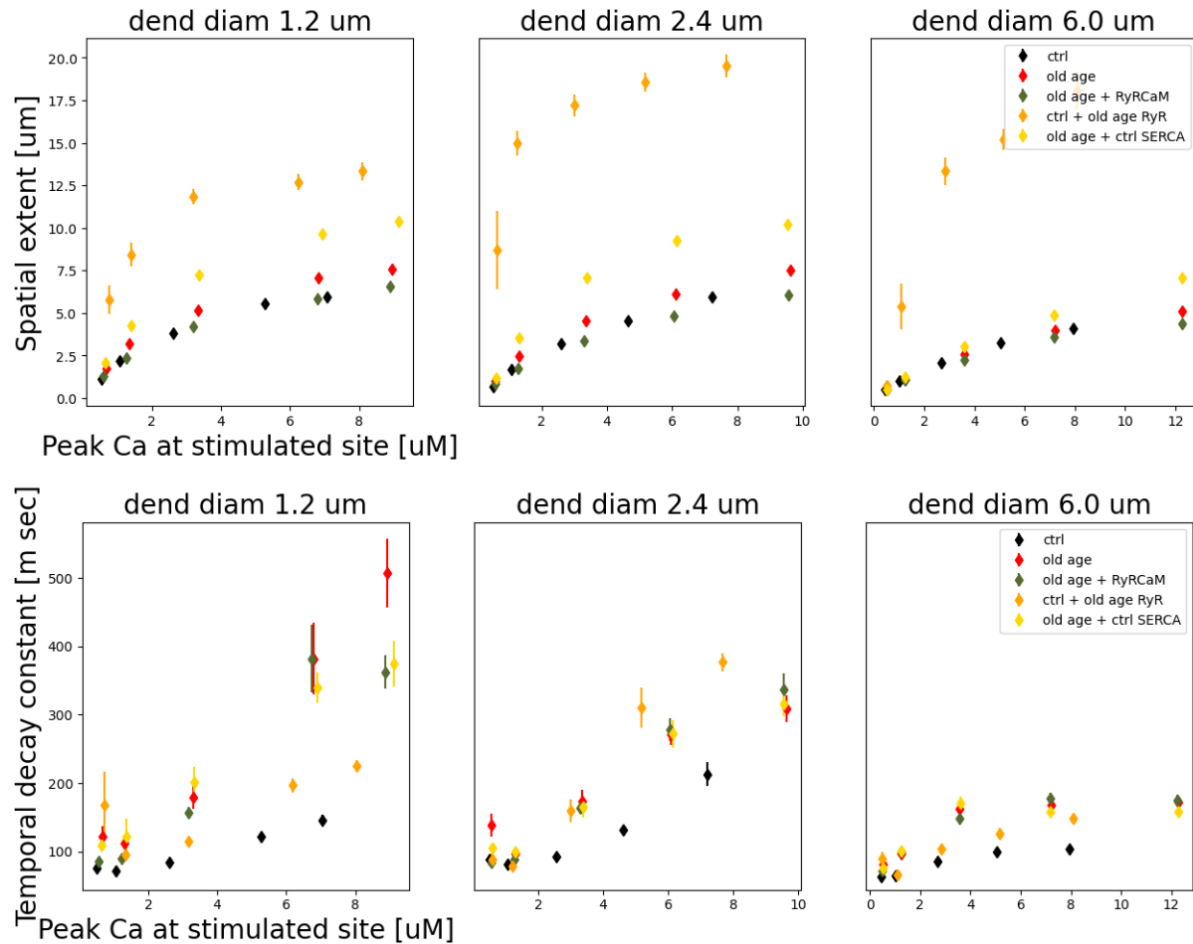 dend diam 1.2 um
dend diam 2.4 um
dend diam 6.0 um
Spatial extent [um]
20.0
17.5
15.0
12.5
10.0
7.5
5.0
2.5
0.0
ctrl
old age
old age + RyRCaM
ctrl + old age RyR
old age + ctrl SERCA
2 4 6 8
0 2 4 6 8 10
0 2 4 6 8 10 12
Peak Ca at stimulated site [uM]
dend diam 1.2 um
dend diam 2.4 um
dend diam 6.0 um
Temporal decay constant [m sec]
500
400
300
200
100
ctrl
old age
old age + RyRCaM
ctrl + old age RyR
old age + ctrl SERCA
2 4 6 8
0 2 4 6 8 10
0 2 4 6 8 10 12
Peak Ca at stimulated site [uM]